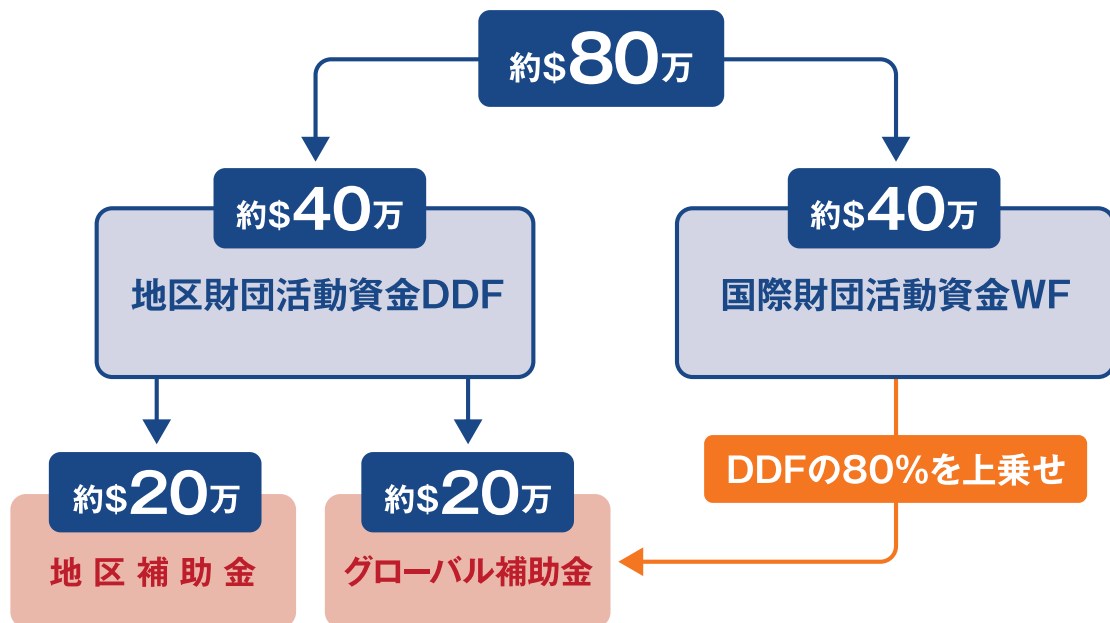 約$80万
約$40万
地区財団活動資金DDF
約$40万
国際財団活動資金WF
DDFの80%を上乗せ
約$20万
地区補助金
約$20万
グローバル補助金